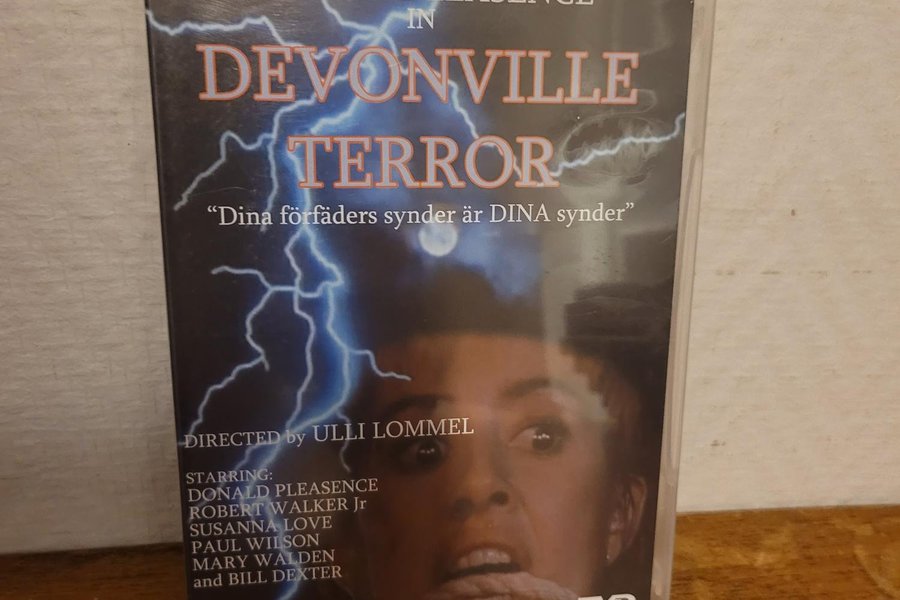 IN
DEVONVILLE
TERROR
“Dina förfäders synder är DINA synder”
DIRECTED by ULLI LOMMEL
STARRING:
DONALD PLEASENCE
ROBERT WALKER Jr
SUSANNA LOVE
PAUL WILSON
MARY WALDEN
and BILL DEXTER